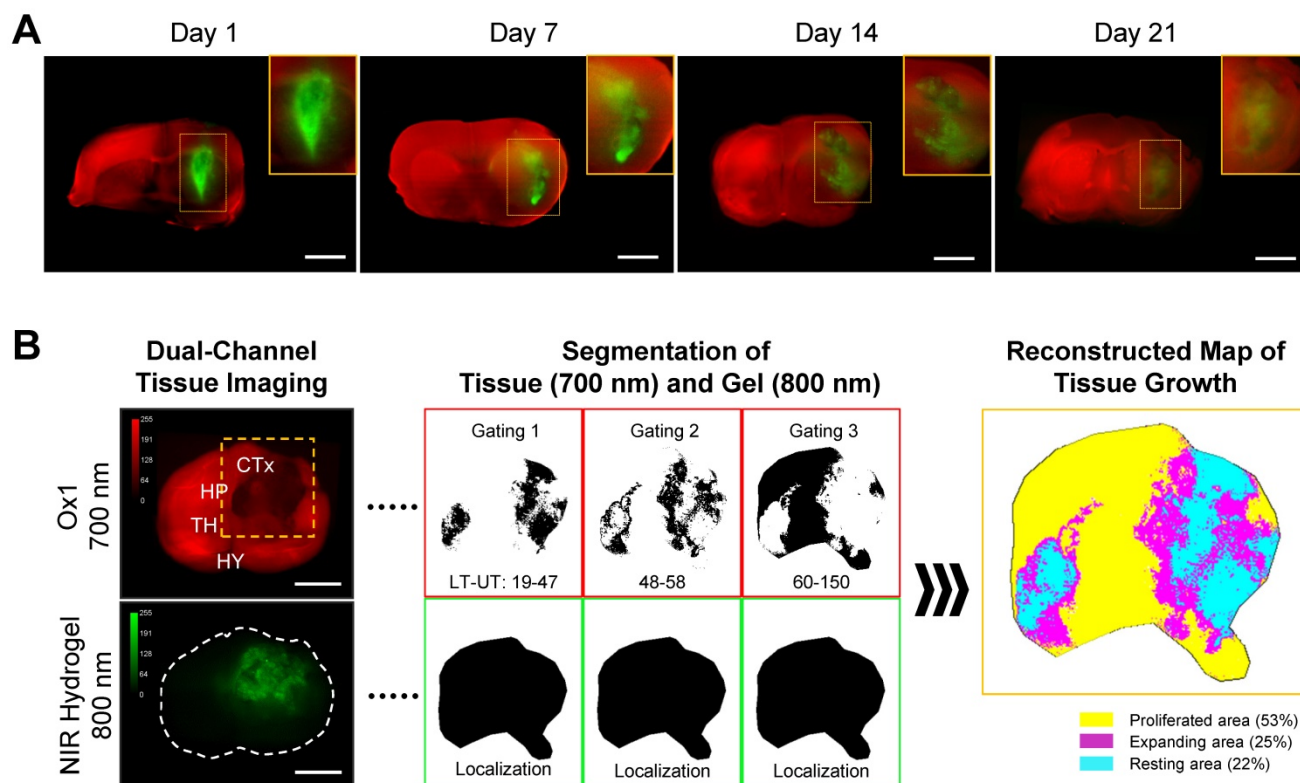 A
Day 1
Day 7
Day 14
Day 21
B
Dual-Channel
Tissue Imaging
Segmentation of
Tissue (700 nm) and Gel (800 nm)
Reconstructed Map of
Tissue Growth
Ox1
700 nm
255
191
128
64
0
CTx
HP
TH
HY
Gating 1
Gating 2
Gating 3
LT-UT: 19-47
48-58
60-150
NIR Hydrogel
800 nm
255
191
128
64
0
Localization
Localization
Localization
Proliferated area (53%)
Expanding area (25%)
Resting area (22%)